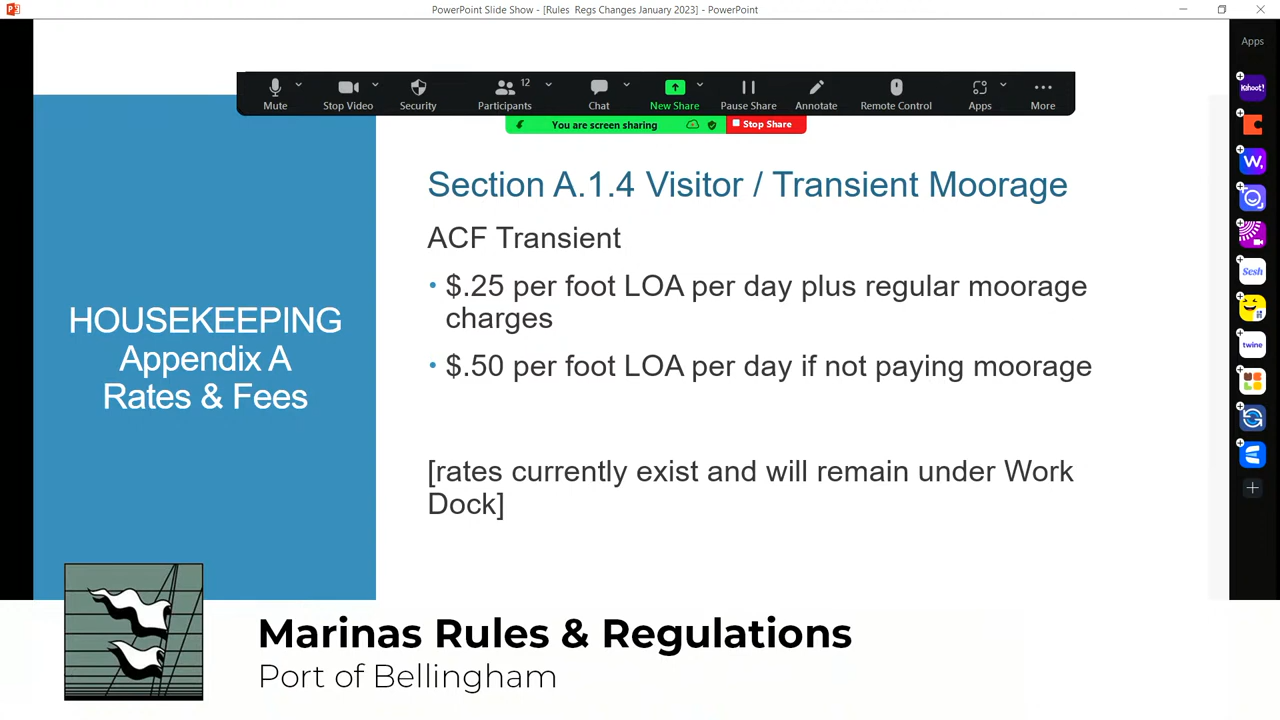 PowerPoint Slide Show - [Rules  Regs Changes January 2023] - PowerPoint
Apps
12
Mute
Stop Video
Security
Participants
Chat
New Share
Pause Share
Annotate
Remote Control
Apps
More
You are screen sharing
Stop Share
Kahoot!
W
Sesh
twine
HOUSEKEEPING
Appendix A
Rates & Fees
Section A.1.4 Visitor / Transient Moorage
ACF Transient
• $.25 per foot LOA per day plus regular moorage
charges
• $.50 per foot LOA per day if not paying moorage
[rates currently exist and will remain under Work
Dock]
Marinas Rules & Regulations
Port of Bellingham